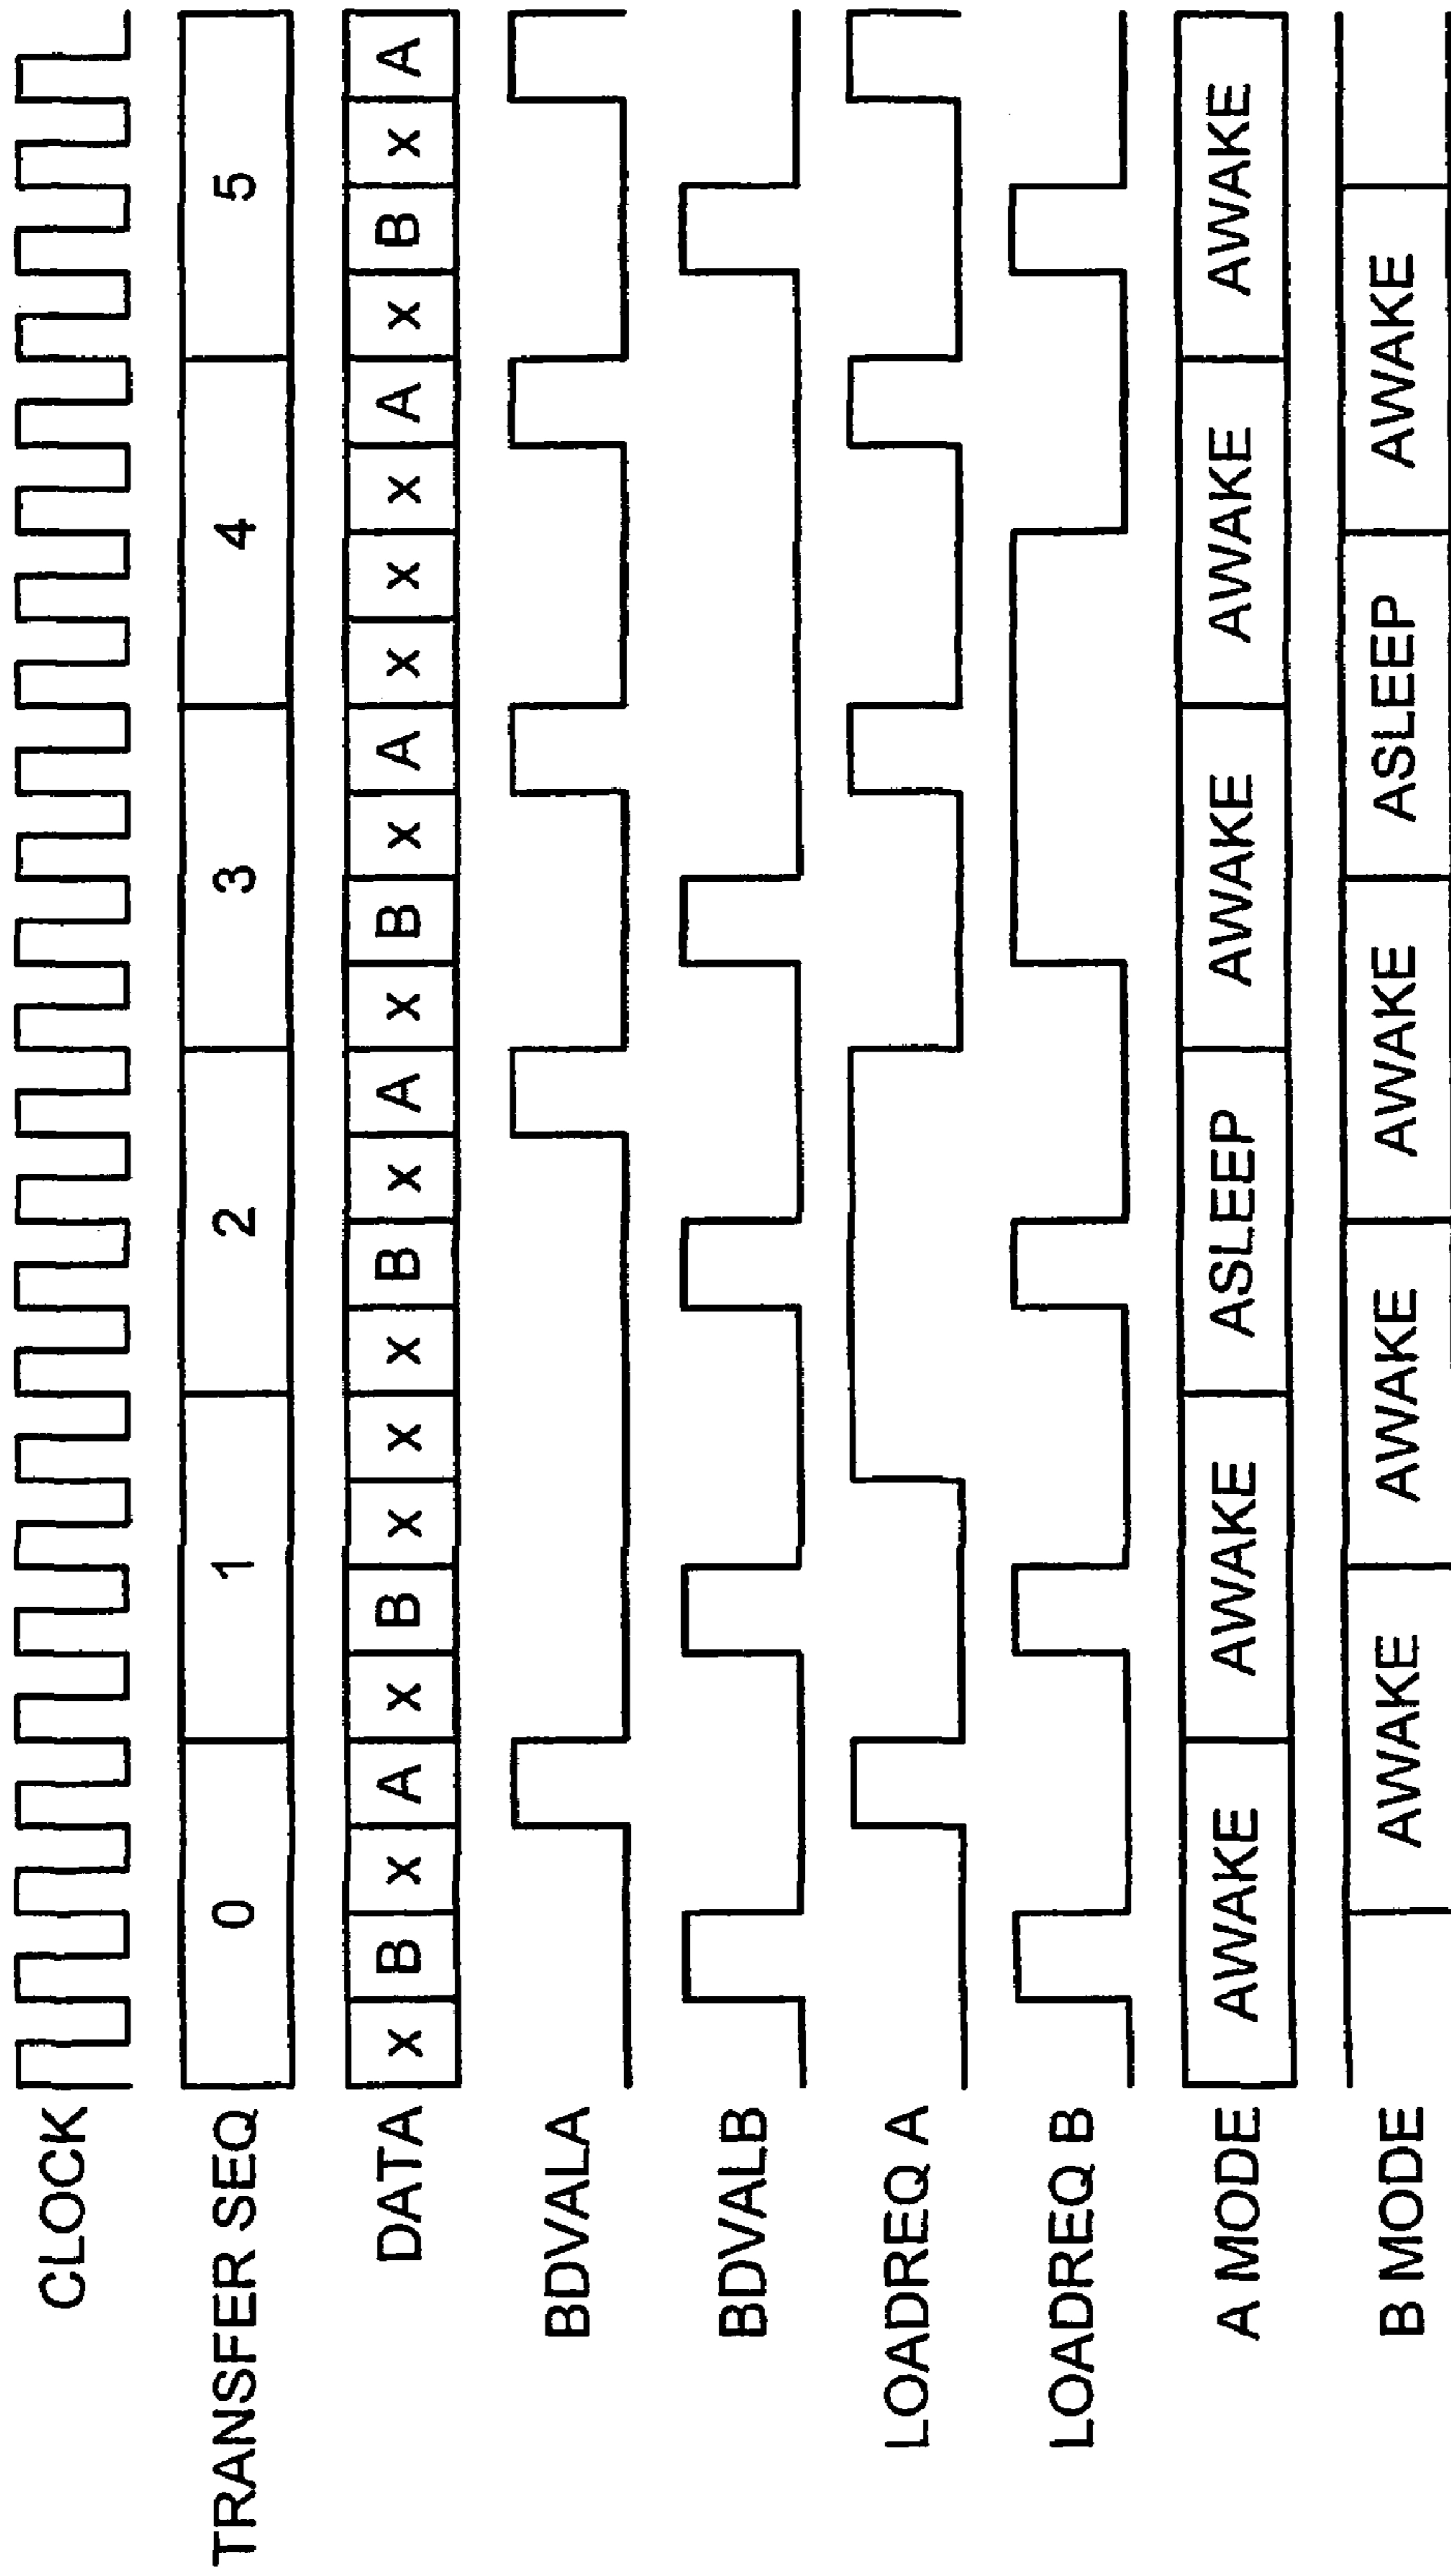 CLOCK
TRANSFER SEQ 0 1 2 3 4 5
DATA x B x A x B x x x B x A x B x A x x x A x B x A
BDVALA
BDVALB
LOADREQ A
LOADREQ B
A MODE AWAKE AWAKE ASLEEP AWAKE AWAKE AWAKE
B MODE AWAKE AWAKE AWAKE ASLEEP AWAKE